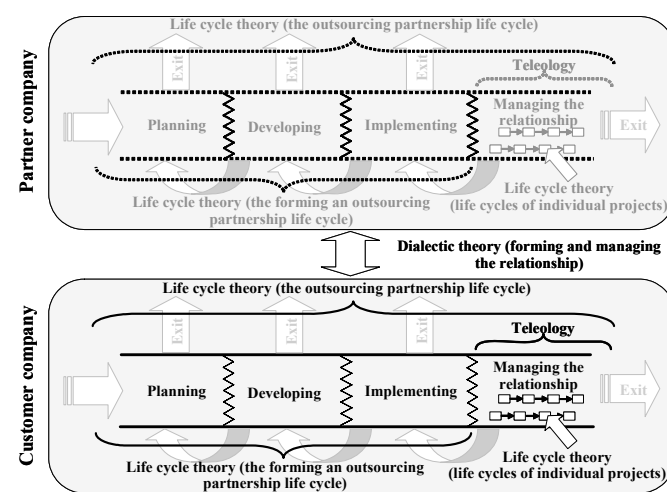 Partner company
Life cycle theory (the outsourcing partnership life cycle)
Exit
Exit
Exit
Teleology
Planning
Developing
Implementing
Managing the
relationship
Exit
Life cycle theory (the forming an outsourcing
partnership life cycle)
Life cycle theory
(life cycles of individual projects)
Dialectic theory (forming and managing
the relationship)
Customer company
Life cycle theory (the outsourcing partnership life cycle)
Exit
Exit
Exit
Teleology
Planning
Developing
Implementing
Managing the
relationship
Exit
Life cycle theory (the forming an outsourcing
partnership life cycle)
Life cycle theory
(life cycles of individual projects)